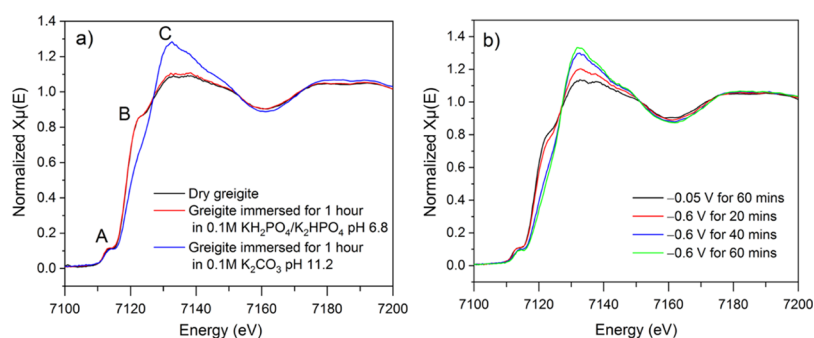 a)
C
B
A
1.4
1.2
1.0
0.8
0.6
0.4
0.2
0.0
Normalized Xμ(E)
Dry greigite
Greigite immersed for 1 hour
in 0.1M KH₂PO₄/K₂HPO₄ pH 6.8
Greigite immersed for 1 hour
in 0.1M K₂CO₃ pH 11.2
7100 7120 7140 7160 7180 7200
Energy (eV)
b)
1.4
1.2
1.0
0.8
0.6
0.4
0.2
0.0
Normalized Xμ(E)
−0.05 V for 60 mins
−0.6 V for 20 mins
−0.6 V for 40 mins
−0.6 V for 60 mins
7100 7120 7140 7160 7180 7200
Energy (eV)